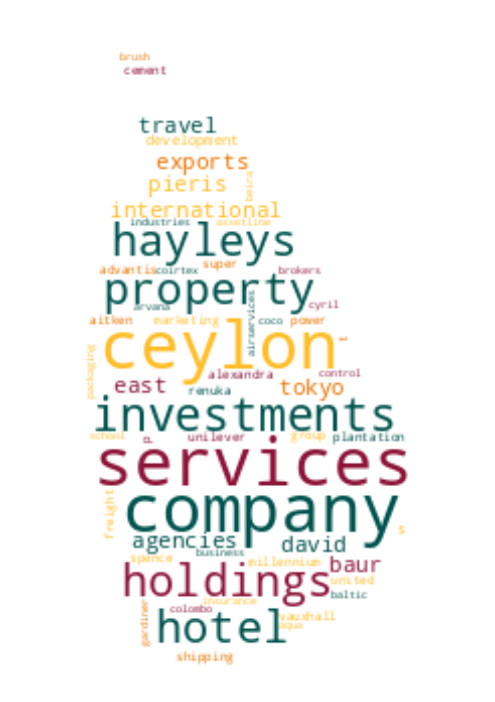 brush
cement
travel
development
exports
pieris
beira
international
industries assetline
hayleys
super
advantis coirtex brokers
property
arvana cyril
airservices
aitken marketing coco power
ceylon
packaging
alexandra control
east renuka tokyo
investments
school p unilever group plantation
services
company
freight s
agencies david
business
spence millennium baur
holdings united
baltic
insurance
colombo
gardiner hotel vauxhall
aqua
shipping